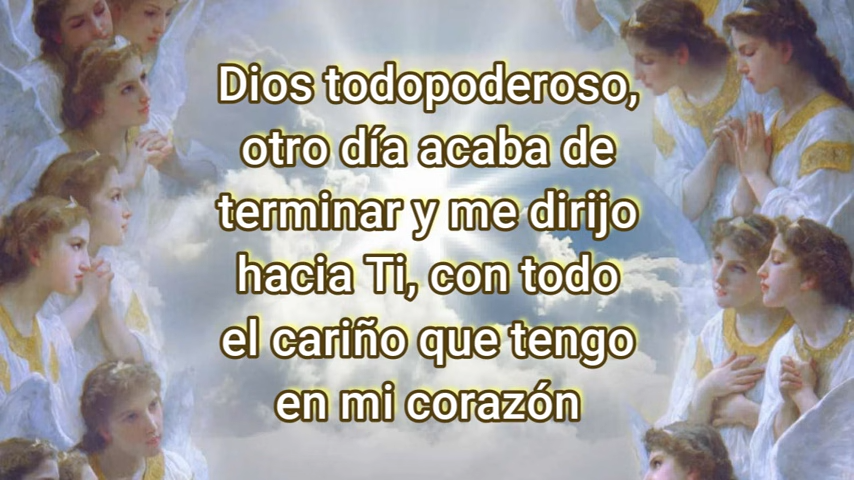 Dios todopoderoso,
otro día acaba de
terminar y me dirijo
hacia Ti, con todo
el cariño que tengo
en mi corazón